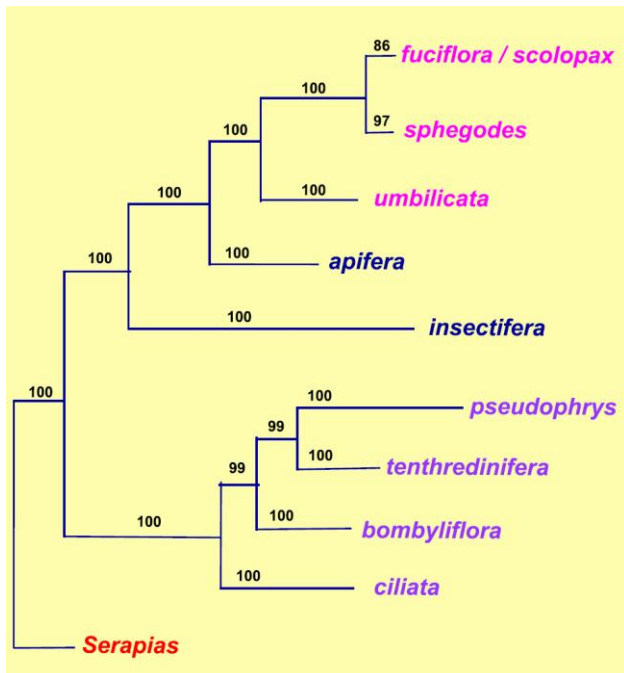 86
fuciflora / scolopax
100
97
sphegodes
100
100
umbilicata
100
100
apifera
100
100
insectifera
100
100
pseudophrys
99
100
tenthredinifera
99
100
bombyliflora
100
100
ciliata
Serapias